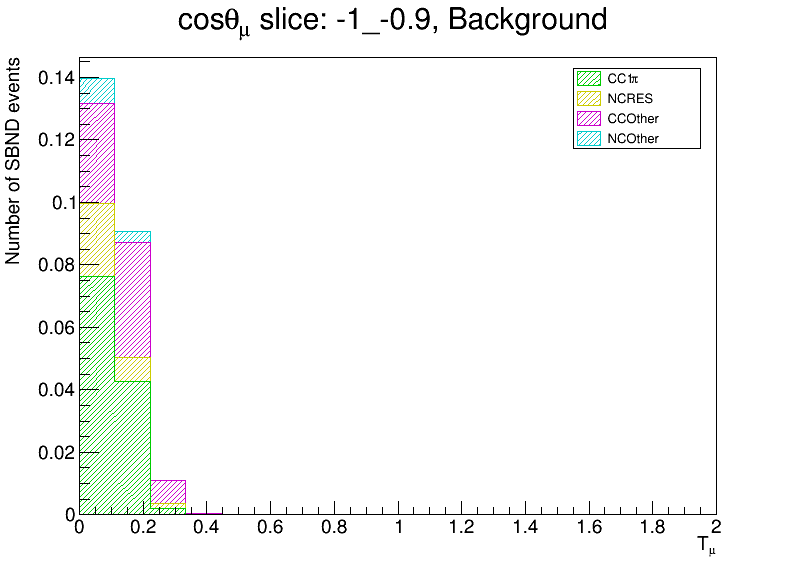 cosθμ slice: -1_-0.9, Background
Number of SBND events
0.14
0.12
0.1
0.08
0.06
0.04
0.02
0
CC1π
NCRES
CCOther
NCOther
0 0.2 0.4 0.6 0.8 1 1.2 1.4 1.6 1.8 2
Tμ